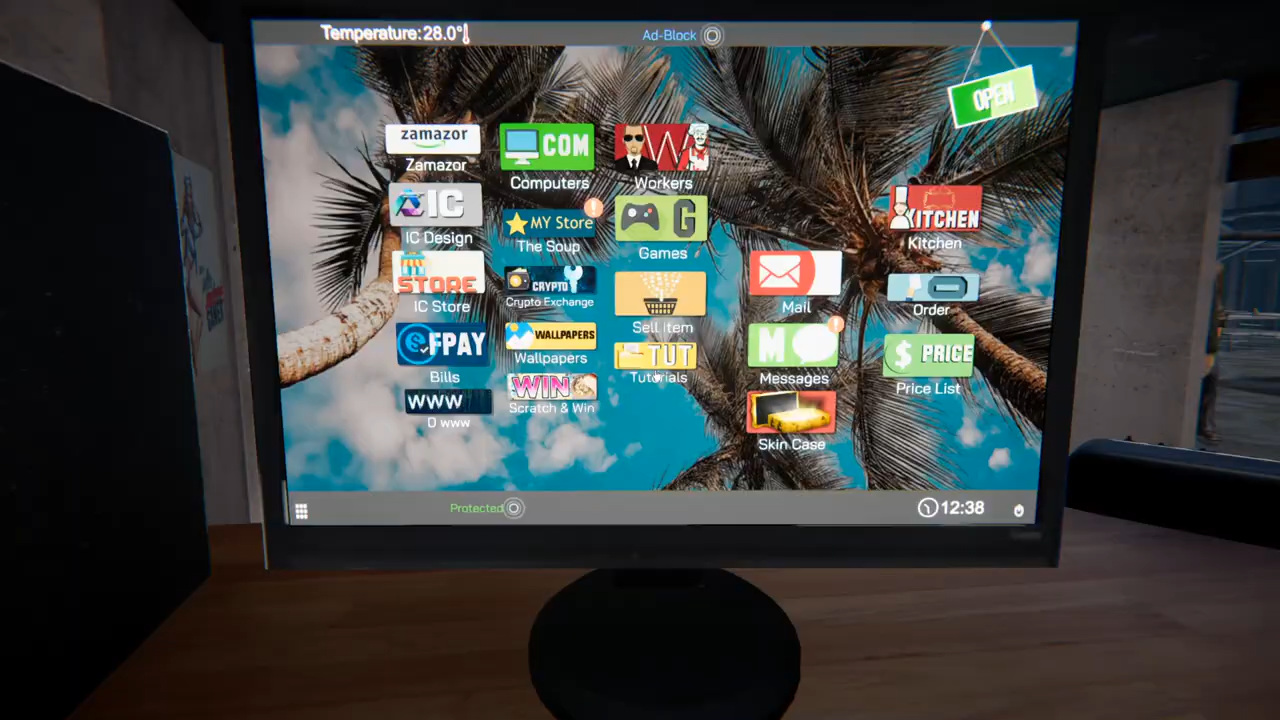 Temperature:28.0°
Ad-Block
OPEN
zamazor
Zamazor
COM
Computers
W
Workers
IC
IC Design
MY Store
The Soup
G
Games
KITCHEN
Kitchen
STORE
IC Store
CRYPTO
Crypto Exchange
Sell item
Mail
Order
FPAY
Bills
WALLPAPERS
Wallpapers
TUT
Tutorials
M
Messages
$ PRICE
Price List
WWW
D www
WIN
Scratch & Win
Skin Case
Protected
12:38